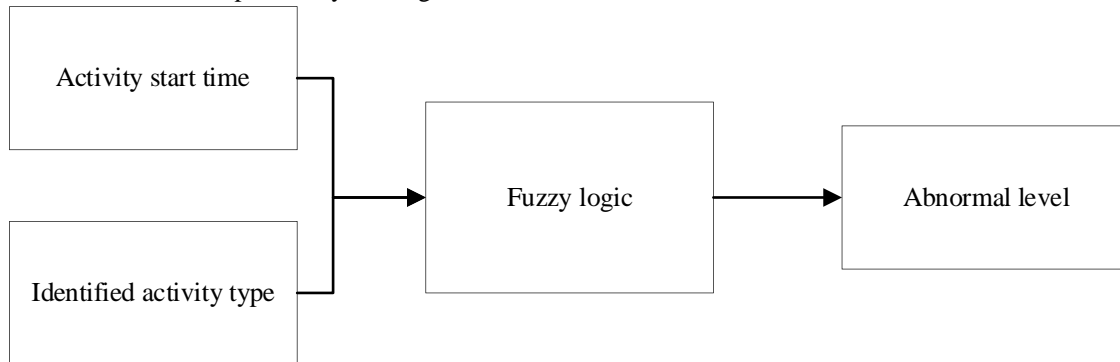 Activity start time
Fuzzy logic
Abnormal level
Identified activity type